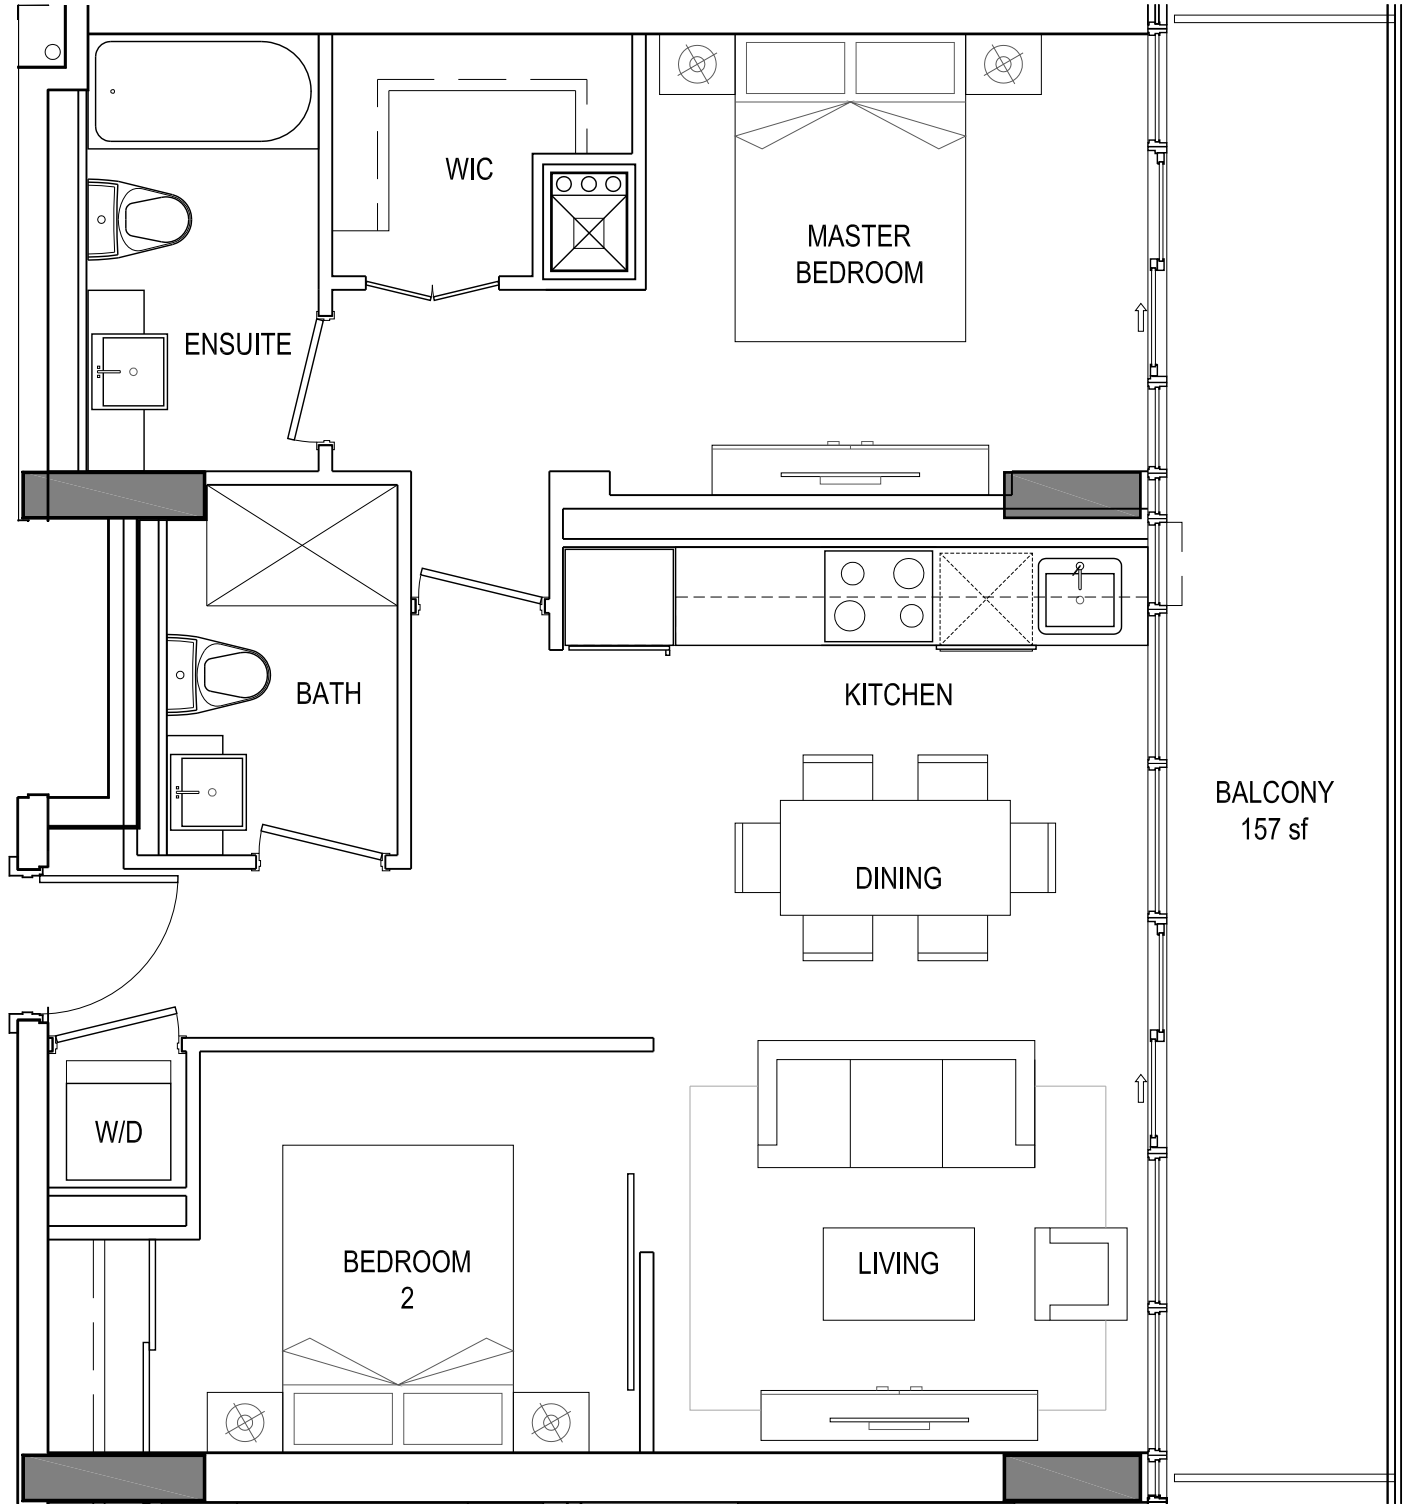 WIC
MASTER
BEDROOM
ENSUITE
BATH
KITCHEN
BALCONY
157 sf
DINING
W/D
BEDROOM
2
LIVING